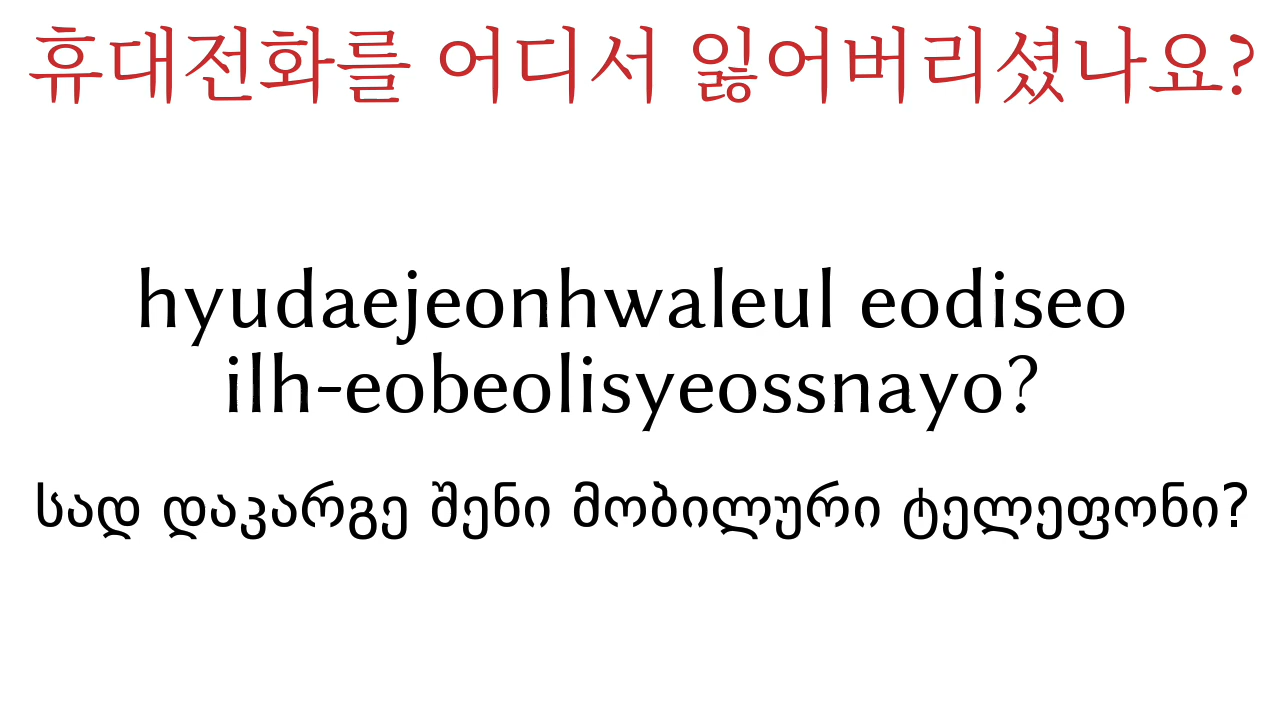 휴대전화를 어디서 잃어버리셨나요?
hyudaejeonhwaleul eodiseo
ilh-eobeolisyeossnayo?
სად დაკარგე შენი მობილური ტელეფონი?